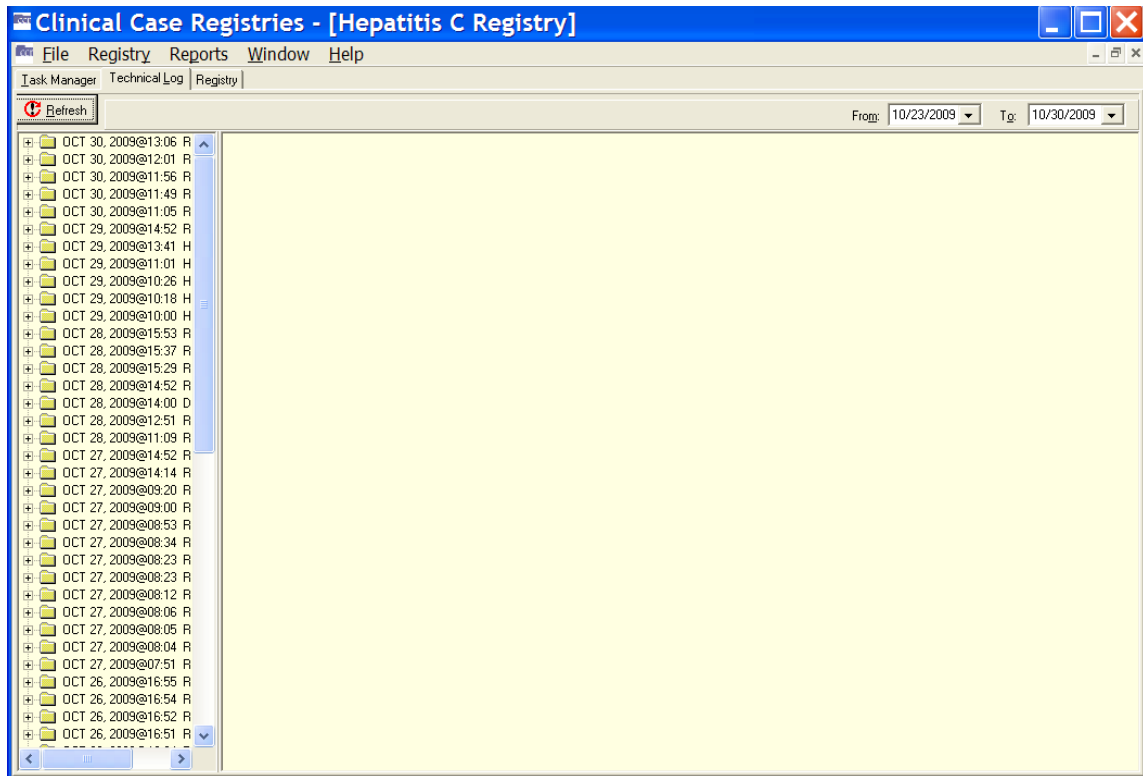 Clinical Case Registries - [Hepatitis C Registry]
File Registry Reports Window Help
Task Manager Technical Log Registry
Refresh From: 10/23/2009 To: 10/30/2009
OCT 30, 2009@13:06 R
OCT 30, 2009@12:01 R
OCT 30, 2009@11:56 R
OCT 30, 2009@11:49 R
OCT 30, 2009@11:05 R
OCT 29, 2009@14:52 R
OCT 29, 2009@13:41 H
OCT 29, 2009@11:01 H
OCT 29, 2009@10:26 H
OCT 29, 2009@10:18 H
OCT 29, 2009@10:00 H
OCT 28, 2009@15:53 R
OCT 28, 2009@15:37 R
OCT 28, 2009@15:29 R
OCT 28, 2009@14:52 R
OCT 28, 2009@14:00 D
OCT 28, 2009@12:51 R
OCT 28, 2009@11:09 R
OCT 27, 2009@14:52 R
OCT 27, 2009@14:14 R
OCT 27, 2009@09:20 R
OCT 27, 2009@09:00 R
OCT 27, 2009@08:53 R
OCT 27, 2009@08:34 R
OCT 27, 2009@08:23 R
OCT 27, 2009@08:23 R
OCT 27, 2009@08:12 R
OCT 27, 2009@08:06 R
OCT 27, 2009@08:05 R
OCT 27, 2009@08:04 R
OCT 27, 2009@07:51 R
OCT 26, 2009@16:55 R
OCT 26, 2009@16:54 R
OCT 26, 2009@16:52 R
OCT 26, 2009@16:51 R